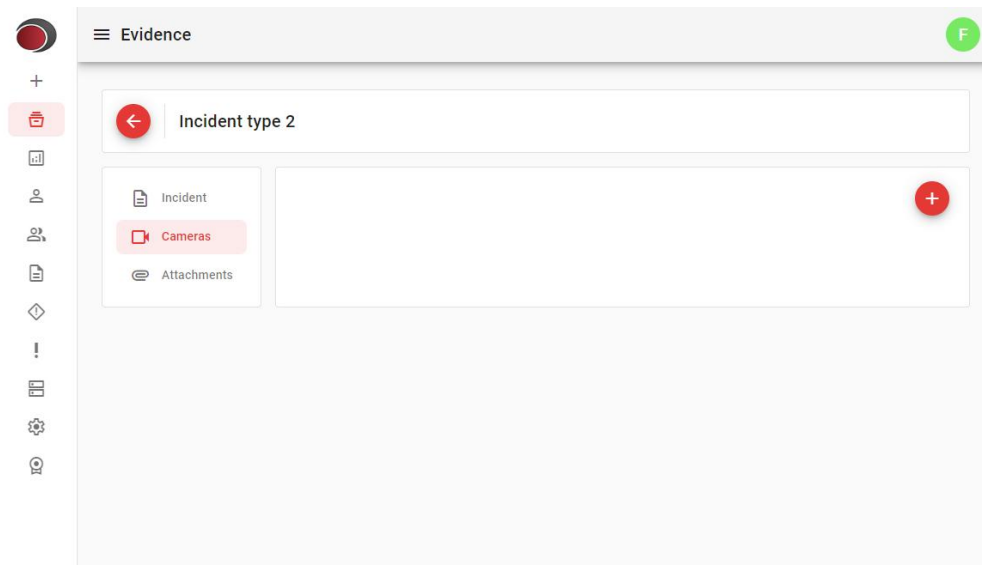 Evidence
F
Incident type 2
Incident
Cameras
Attachments